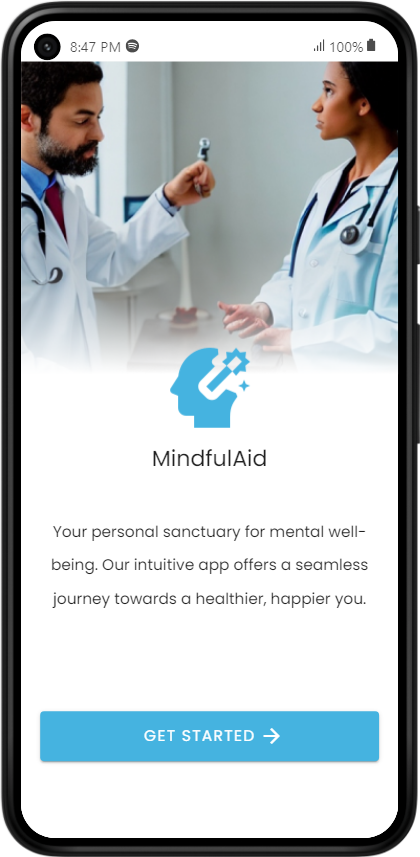 8:47 PM 100%
MindfulAid
Your personal sanctuary for mental well-
being. Our intuitive app offers a seamless
journey towards a healthier, happier you.
GET STARTED